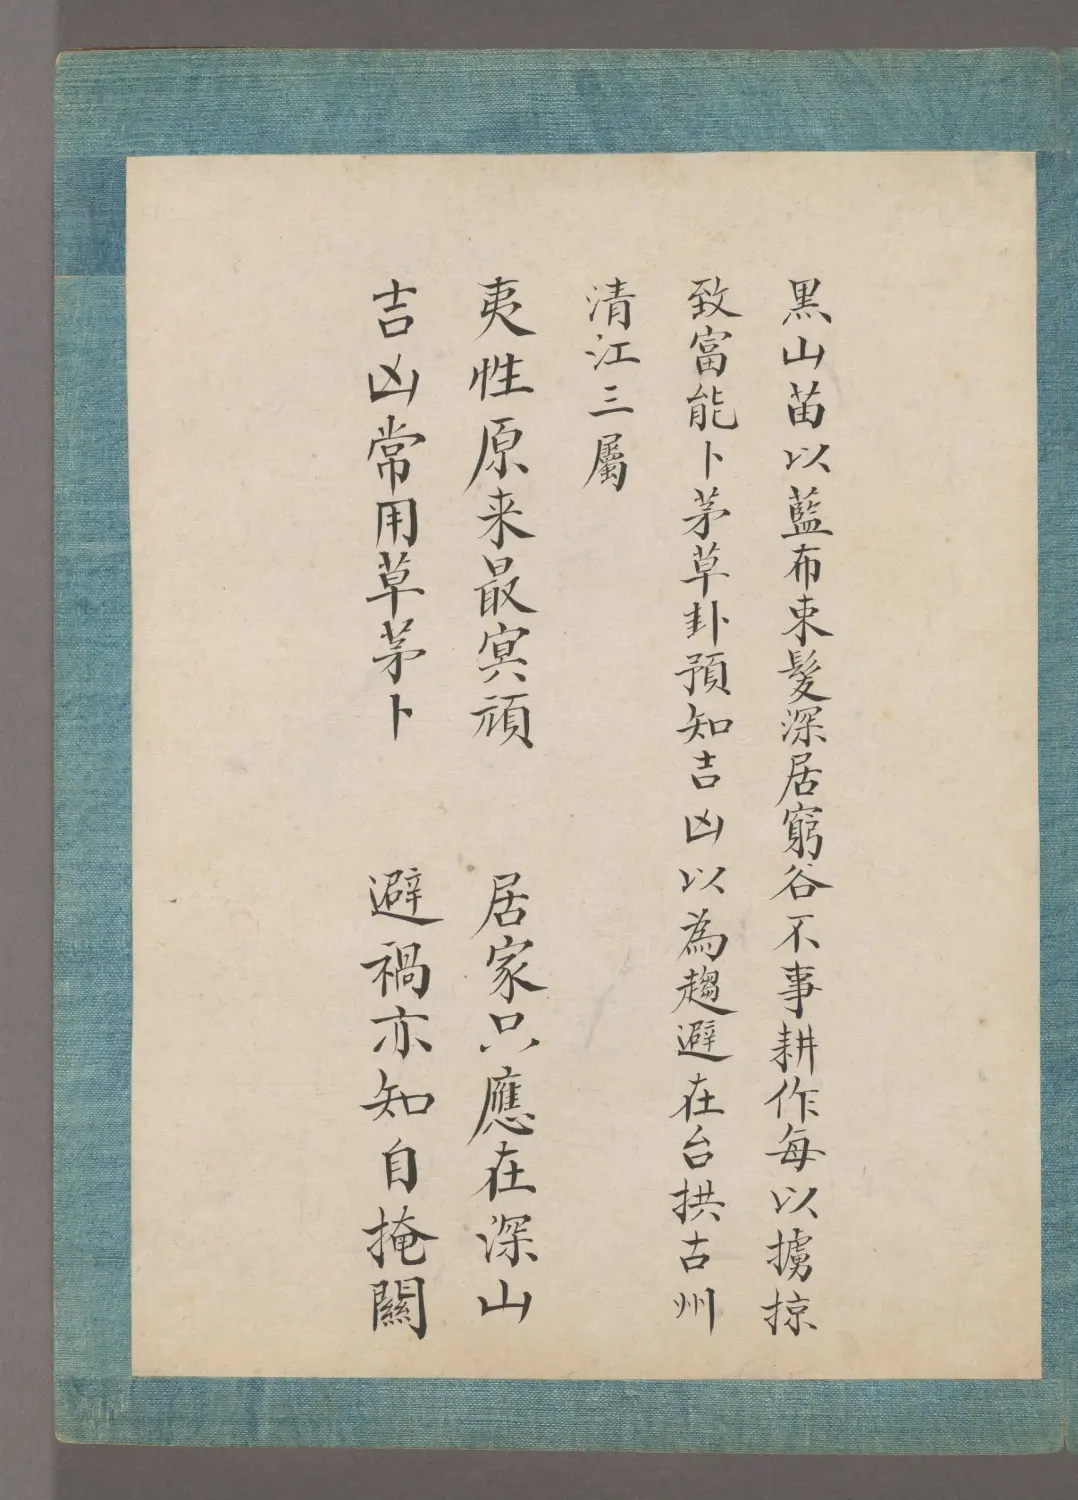 黒山苗以藍布束髮深居窮谷不事耕作每以擄掠
致富能卜茅草卦預知吉凶以為趨避在台拱古州
清江三屬
夷性原来最冥頑 居家只應在深山
吉凶常用草茅卜 避禍亦知自掩關